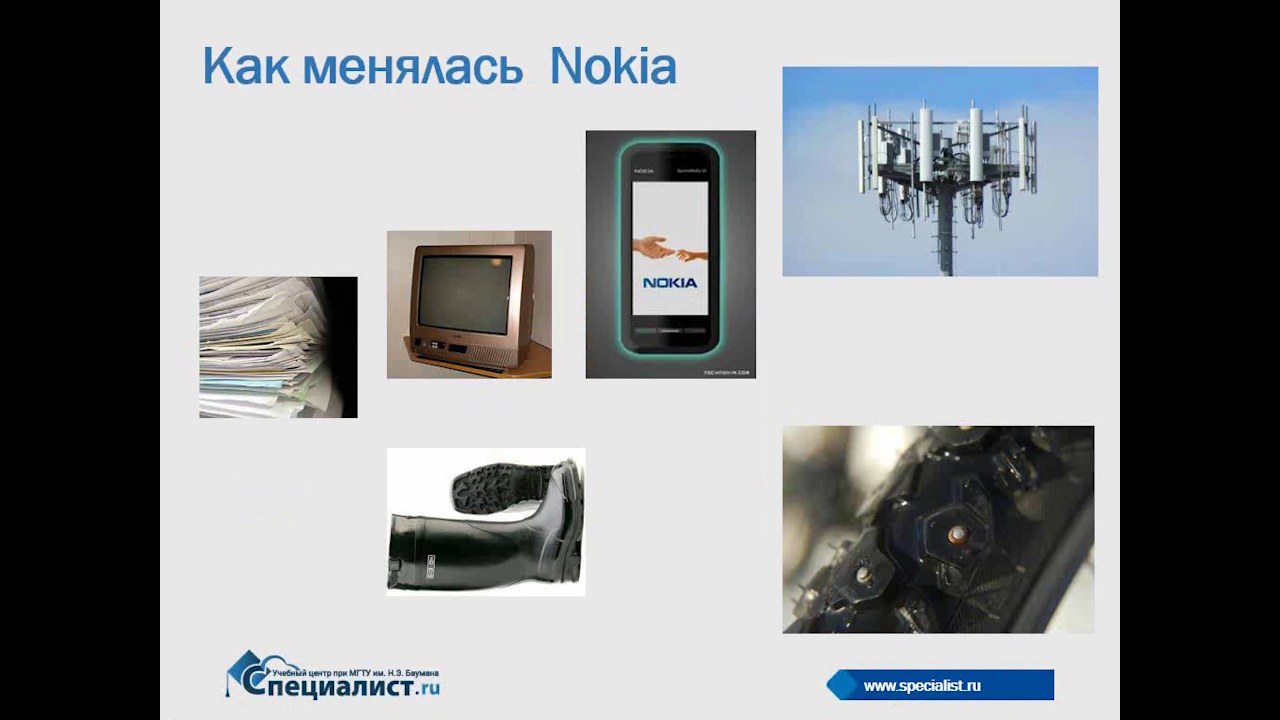 Как менялась Nokia
NOKIA
NOKIA
Учебный центр при МГТУ им. Н.Э. Баумана
Специалист.ru
www.specialist.ru